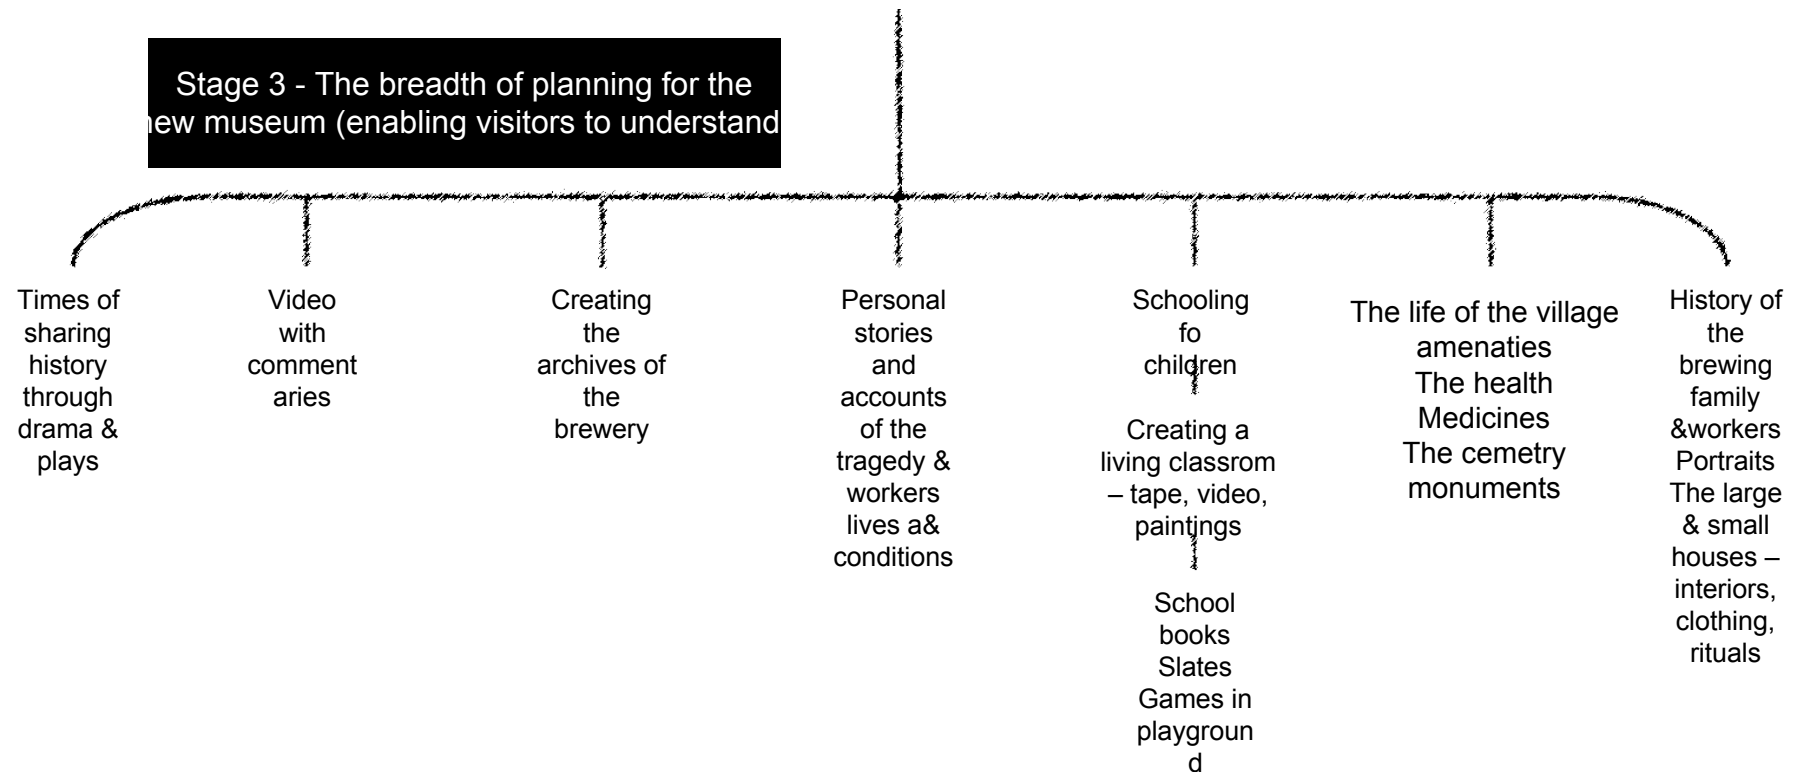 Stage 3 - The breadth of planning for the
new museum (enabling visitors to understand
Times of
sharing
history
through
drama &
plays
Video
with
comment
aries
Creating
the
archives of
the
brewery
Personal
stories
and
accounts
of the
tragedy &
workers
lives a&
conditions
Schooling
fo
children
Creating a
living classrom
– tape, video,
paintings
School
books
Slates
Games in
playgroun
d
The life of the village
amenaties
The health
Medicines
The cemetry
monuments
History of
the
brewing
family
&workers
Portraits
The large
& small
houses –
interiors,
clothing,
rituals